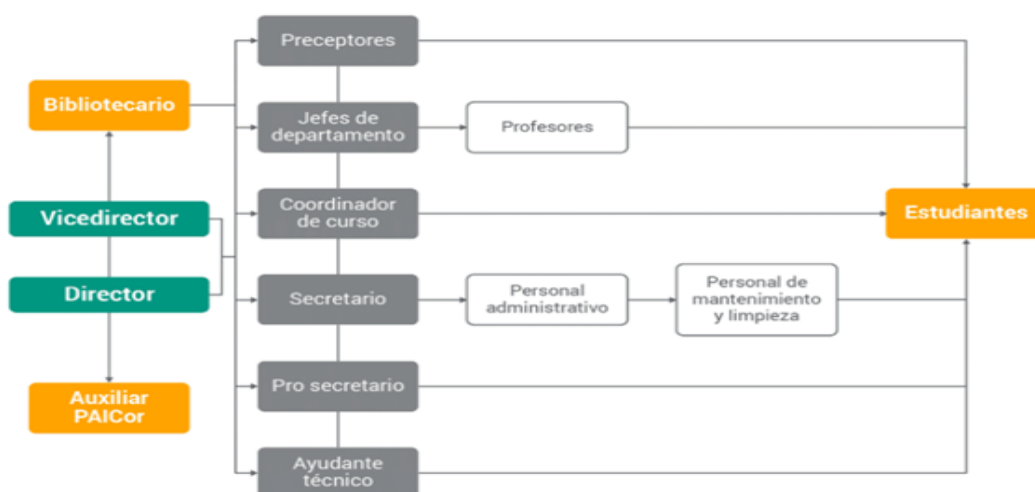 Preceptores
Bibliotecario
Jefes de
departamento
Profesores
Vicedirector
Coordinador
de curso
Estudiantes
Director
Secretario
Personal
administrativo
Personal de
mantenimiento
y limpieza
Auxiliar
PAICor
Pro secretario
Ayudante
técnico